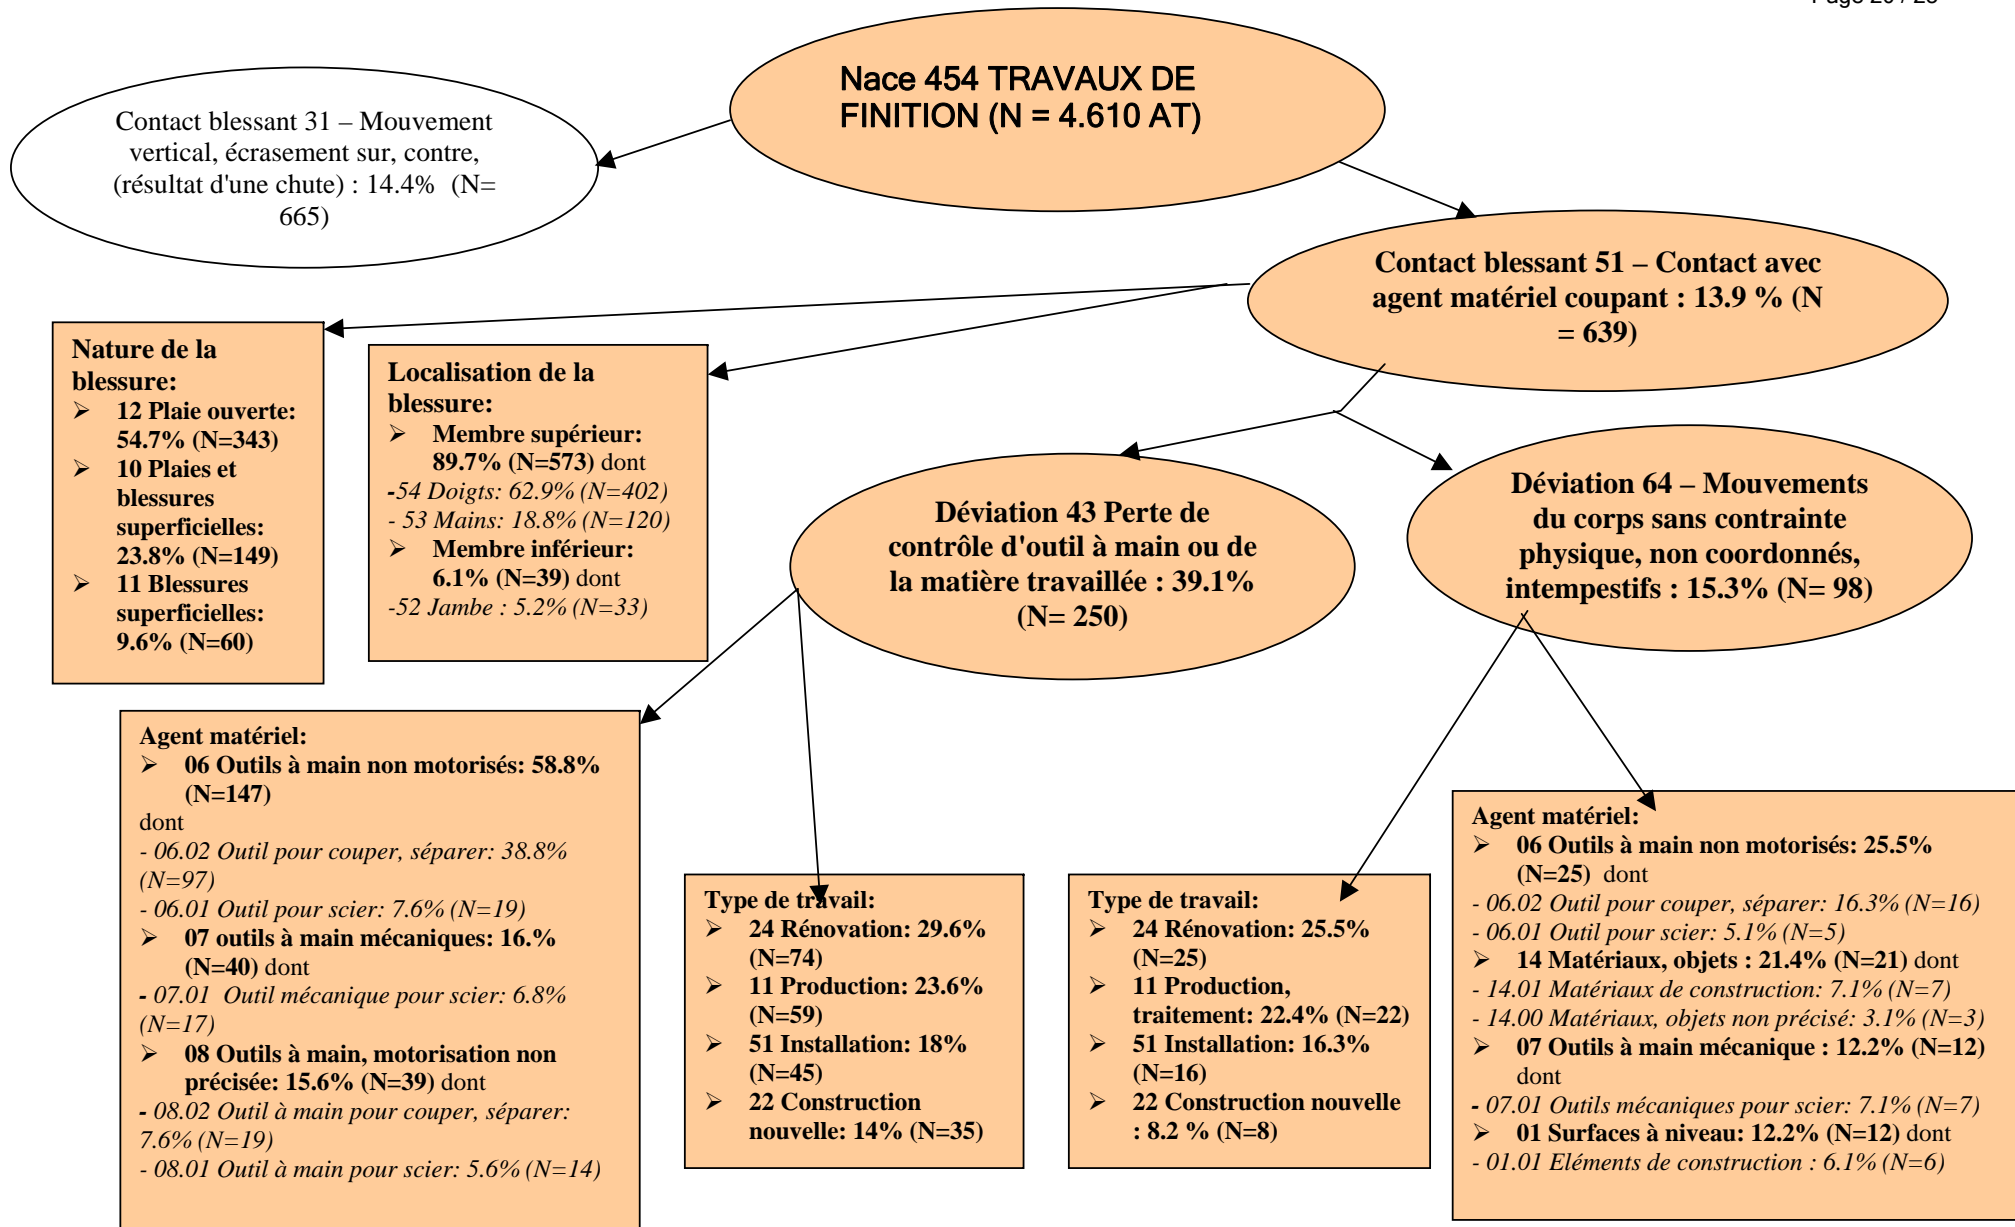 Nace 454 TRAVAUX DE
FINITION (N = 4.610 AT)
Contact blessant 31 – Mouvement
vertical, écrasement sur, contre,
(résultat d'une chute) : 14.4% (N=
665)
Contact blessant 51 – Contact avec
agent matériel coupant : 13.9 % (N
= 639)
Nature de la
blessure:
➢ 12 Plaie ouverte:
54.7% (N=343)
➢ 10 Plaies et
blessures
superficielles:
23.8% (N=149)
➢ 11 Blessures
superficielles:
9.6% (N=60)
Localisation de la
blessure:
➢ Membre supérieur:
89.7% (N=573) dont
-54 Doigts: 62.9% (N=402)
- 53 Mains: 18.8% (N=120)
➢ Membre inférieur:
6.1% (N=39) dont
-52 Jambe : 5.2% (N=33)
Déviation 43 Perte de
contrôle d'outil à main ou de
la matière travaillée : 39.1%
(N= 250)
Déviation 64 – Mouvements
du corps sans contrainte
physique, non coordonnés,
intempestifs : 15.3% (N= 98)
Agent matériel:
➢ 06 Outils à main non motorisés: 58.8%
(N=147)
dont
- 06.02 Outil pour couper, séparer: 38.8%
(N=97)
- 06.01 Outil pour scier: 7.6% (N=19)
➢ 07 outils à main mécaniques: 16.%
(N=40) dont
- 07.01 Outil mécanique pour scier: 6.8%
(N=17)
➢ 08 Outils à main, motorisation non
précisée: 15.6% (N=39) dont
- 08.02 Outil à main pour couper, séparer:
7.6% (N=19)
- 08.01 Outil à main pour scier: 5.6% (N=14)
Type de travail:
➢ 24 Rénovation: 29.6%
(N=74)
➢ 11 Production: 23.6%
(N=59)
➢ 51 Installation: 18%
(N=45)
➢ 22 Construction
nouvelle: 14% (N=35)
Type de travail:
➢ 24 Rénovation: 25.5%
(N=25)
➢ 11 Production,
traitement: 22.4% (N=22)
➢ 51 Installation: 16.3%
(N=16)
➢ 22 Construction nouvelle
: 8.2 % (N=8)
Agent matériel:
➢ 06 Outils à main non motorisés: 25.5%
(N=25) dont
- 06.02 Outil pour couper, séparer: 16.3% (N=16)
- 06.01 Outil pour scier: 5.1% (N=5)
➢ 14 Matériaux, objets : 21.4% (N=21) dont
- 14.01 Matériaux de construction: 7.1% (N=7)
- 14.00 Matériaux, objets non précisé: 3.1% (N=3)
➢ 07 Outils à main mécanique : 12.2% (N=12)
dont
- 07.01 Outils mécaniques pour scier: 7.1% (N=7)
➢ 01 Surfaces à niveau: 12.2% (N=12) dont
- 01.01 Eléments de construction : 6.1% (N=6)